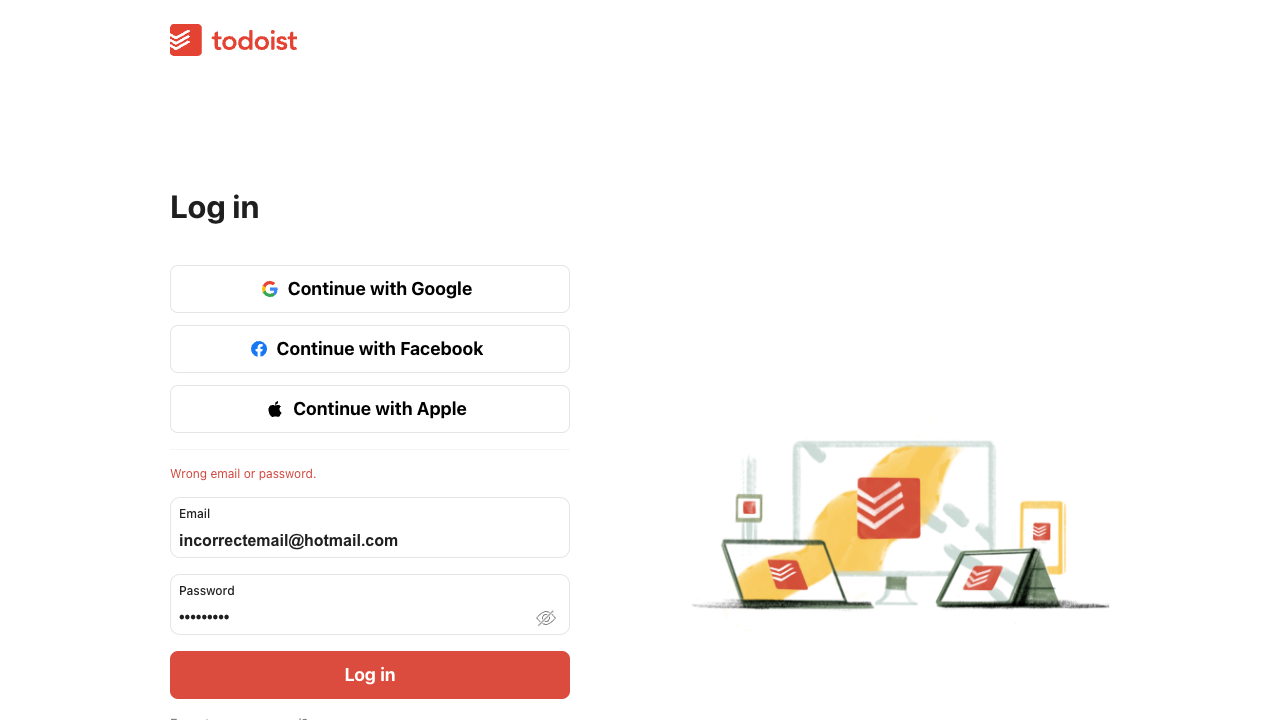 todoist
Log in
Continue with Google
Continue with Facebook
Continue with Apple
Wrong email or password.
Email
incorrectemail@hotmail.com
Password
•••••••••
Log in